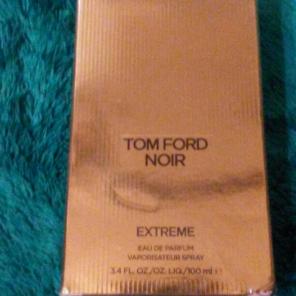 TOM FORD
NOIR
EXTREME
EAU DE PARFUM
VAPORISATEUR SPRAY
3.4 FL. OZ./OZ. LIQ./100 ml ℮